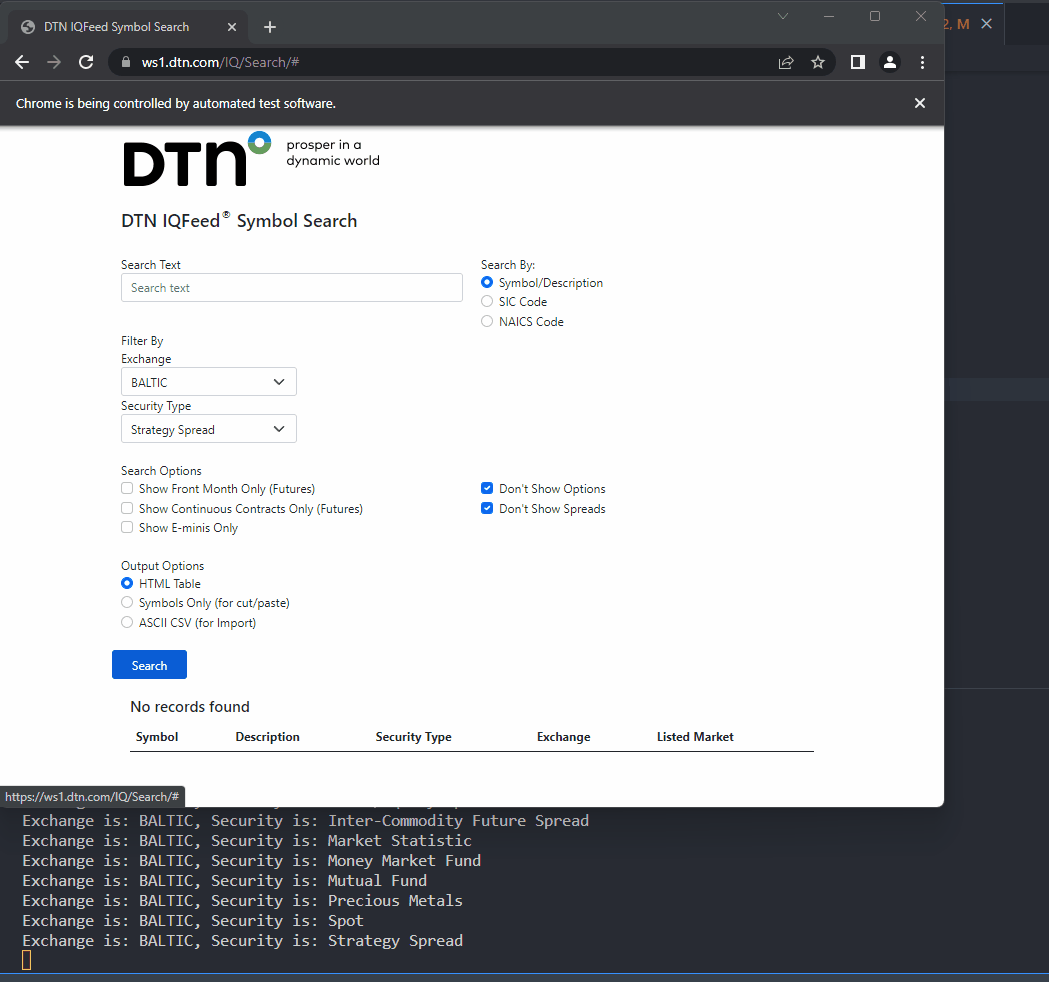 DTN IQFeed Symbol Search
2, M
ws1.dtn.com/IQ/Search/#
Chrome is being controlled by automated test software.
DTN
prosper in a
dynamic world
DTN IQFeed® Symbol Search
Search Text
Search By:
Search text
Symbol/Description
SIC Code
NAICS Code
Filter By
Exchange
BALTIC
Security Type
Strategy Spread
Search Options
Show Front Month Only (Futures)
Don't Show Options
Show Continuous Contracts Only (Futures)
Don't Show Spreads
Show E-minis Only
Output Options
HTML Table
Symbols Only (for cut/paste)
ASCII CSV (for Import)
Search
No records found
Symbol Description Security Type Exchange Listed Market
https://ws1.dtn.com/IQ/Search/#
Exchange is: BALTIC, Security is: Inter-Commodity Future Spread
Exchange is: BALTIC, Security is: Market Statistic
Exchange is: BALTIC, Security is: Money Market Fund
Exchange is: BALTIC, Security is: Mutual Fund
Exchange is: BALTIC, Security is: Precious Metals
Exchange is: BALTIC, Security is: Spot
Exchange is: BALTIC, Security is: Strategy Spread